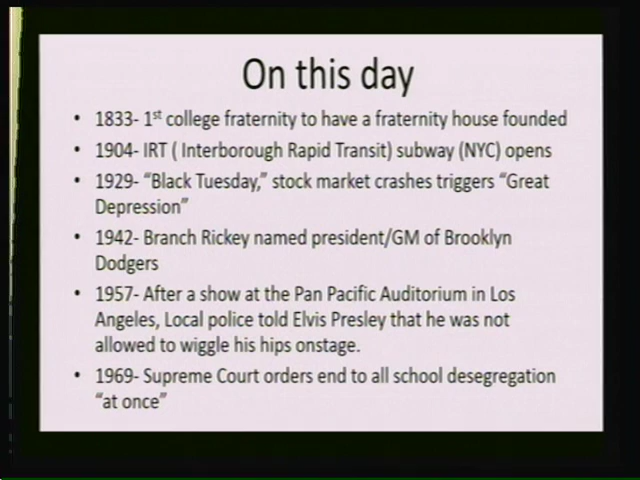 On this day
• 1833- 1st college fraternity to have a fraternity house founded
• 1904- IRT ( Interborough Rapid Transit) subway (NYC) opens
• 1929- “Black Tuesday,” stock market crashes triggers “Great
Depression”
• 1942- Branch Rickey named president/GM of Brooklyn
Dodgers
• 1957- After a show at the Pan Pacific Auditorium in Los
Angeles, Local police told Elvis Presley that he was not
allowed to wiggle his hips onstage.
• 1969- Supreme Court orders end to all school desegregation
“at once”